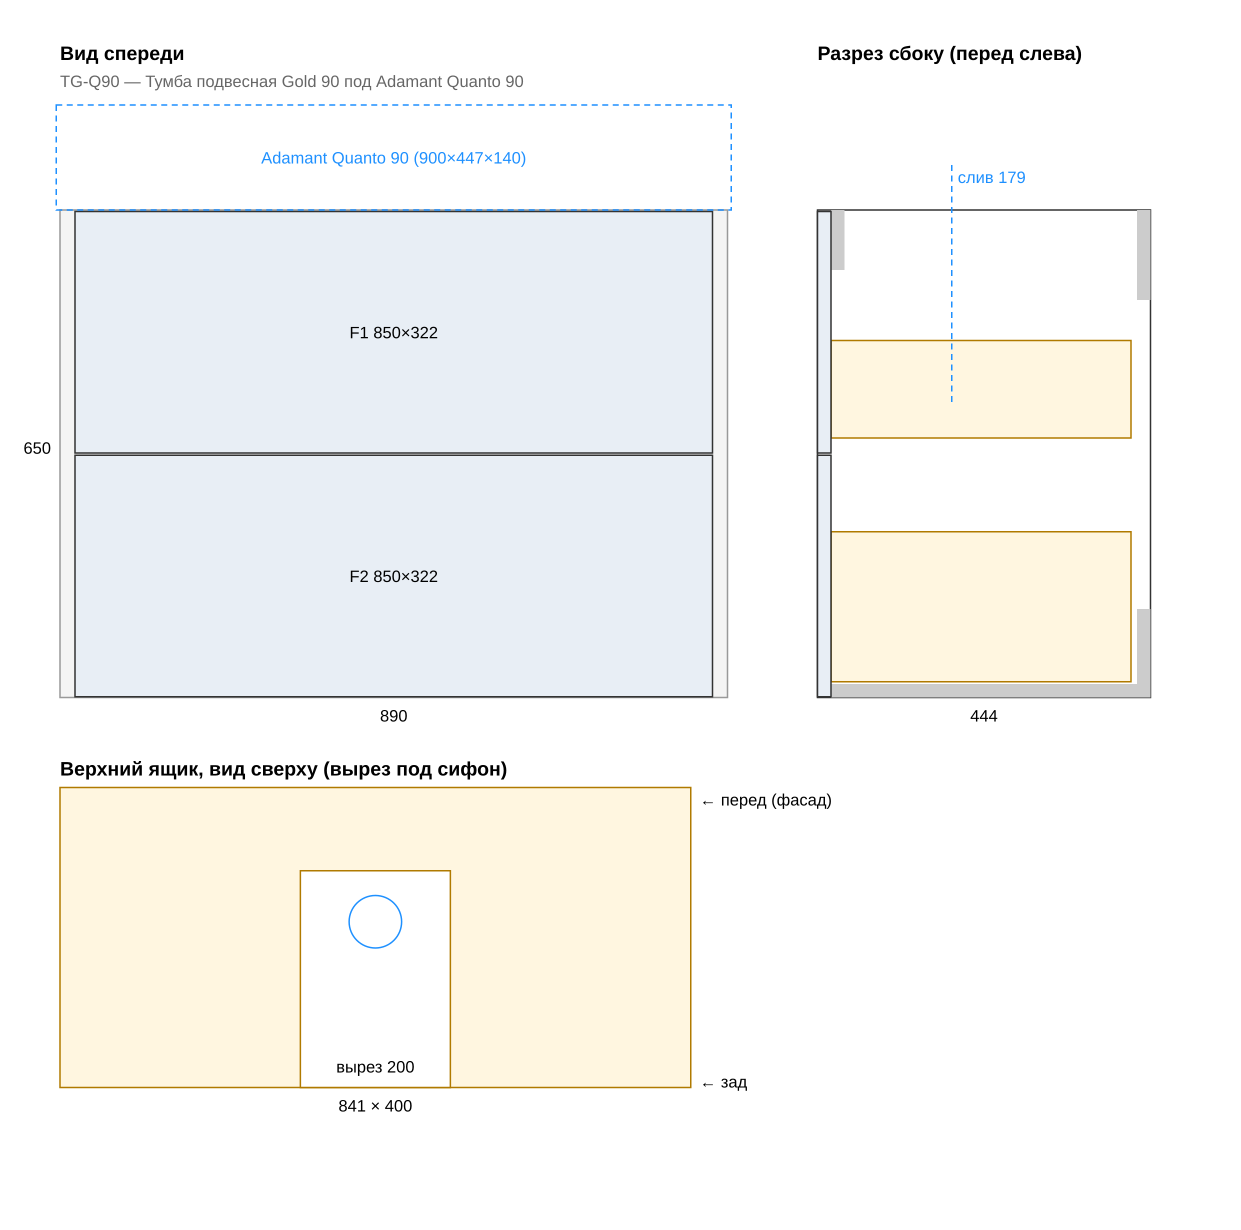 Вид спереди
TG-Q90 — Тумба подвесная Gold 90 под Adamant Quanto 90
Adamant Quanto 90 (900×447×140)
F1 850×322
650
F2 850×322
890
Разрез сбоку (перед слева)
слив 179
444
Верхний ящик, вид сверху (вырез под сифон)
← перед (фасад)
вырез 200
← зад
841 × 400